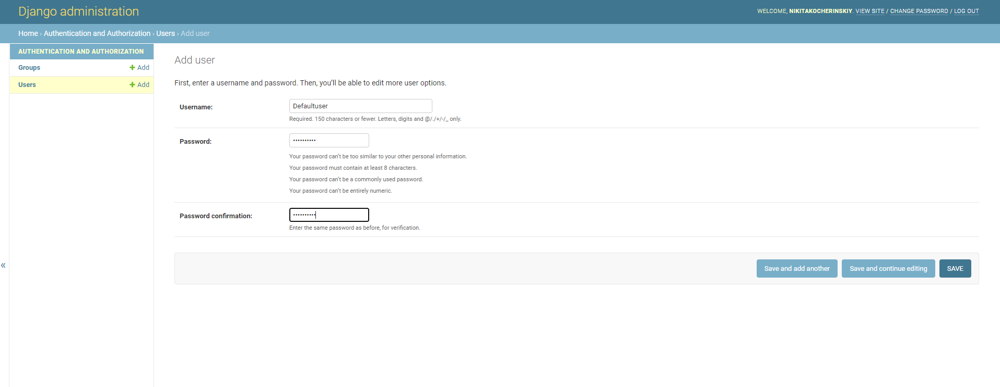 Django administration
WELCOME, NIKITAKOCHERINSKIY. VIEW SITE / CHANGE PASSWORD / LOG OUT
Home › Authentication and Authorization › Users › Add user
AUTHENTICATION AND AUTHORIZATION
Groups + Add
Users + Add
«
Add user
First, enter a username and password. Then, you’ll be able to edit more user options.
Username: Defaultuser
Required. 150 characters or fewer. Letters, digits and @/./+/-/_ only.
Password: ••••••••••
Your password can’t be too similar to your other personal information.
Your password must contain at least 8 characters.
Your password can’t be a commonly used password.
Your password can’t be entirely numeric.
Password confirmation: ••••••••••
Enter the same password as before, for verification.
Save and add another Save and continue editing SAVE